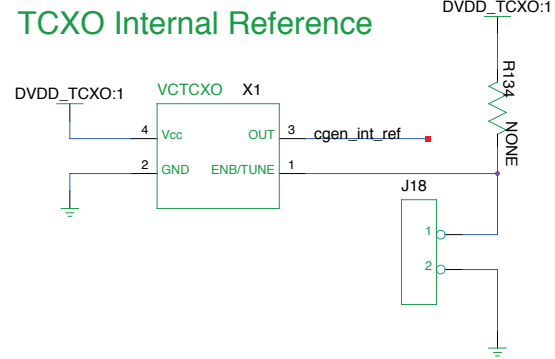 DVDD_TCXO:1
TCXO Internal Reference
R134
NONE
DVDD_TCXO:1
VCTCXO X1
4 Vcc OUT 3 cgen_int_ref
2 GND ENB/TUNE 1
J18
1
2